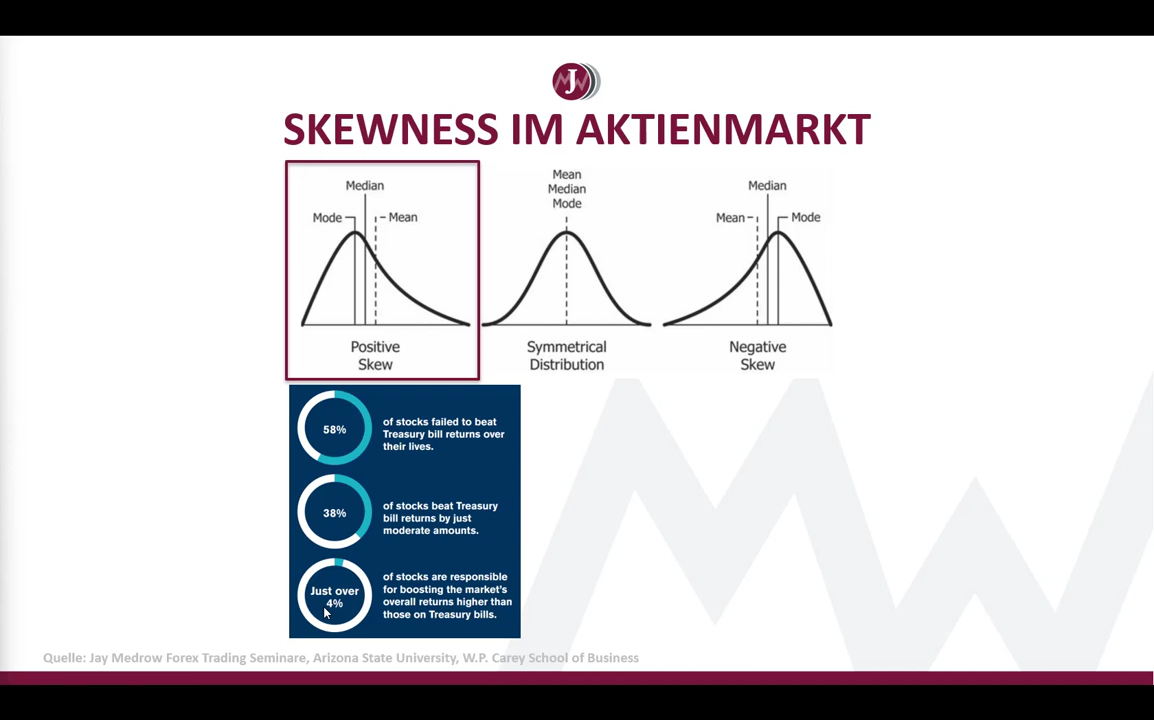 J
SKEWNESS IM AKTIENMARKT
Median
Mode
Mean
Positive
Skew
Mean
Median
Mode
Symmetrical
Distribution
Median
Mean
Mode
Negative
Skew
58%
of stocks failed to beat
Treasury bill returns over
their lives.
38%
of stocks beat Treasury
bill returns by just
moderate amounts.
Just over
4%
of stocks are responsible
for boosting the market's
overall returns higher than
those on Treasury bills.
Quelle: Jay Medrow Forex Trading Seminare, Arizona State University, W.P. Carey School of Business